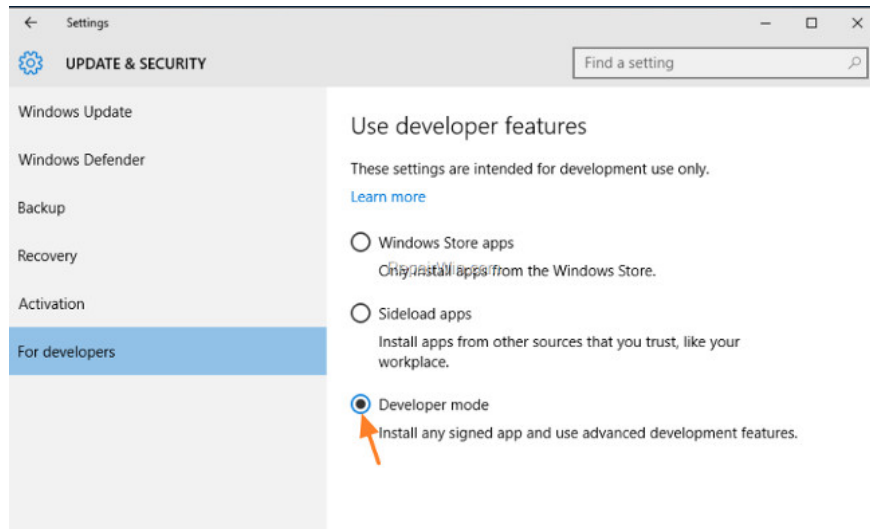 Settings
UPDATE & SECURITY
Find a setting
Windows Update
Windows Defender
Backup
Recovery
Activation
For developers
Use developer features
These settings are intended for development use only.
Learn more
Windows Store apps
Only install apps from the Windows Store.
Sideload apps
Install apps from other sources that you trust, like your
workplace.
Developer mode
Install any signed app and use advanced development features.